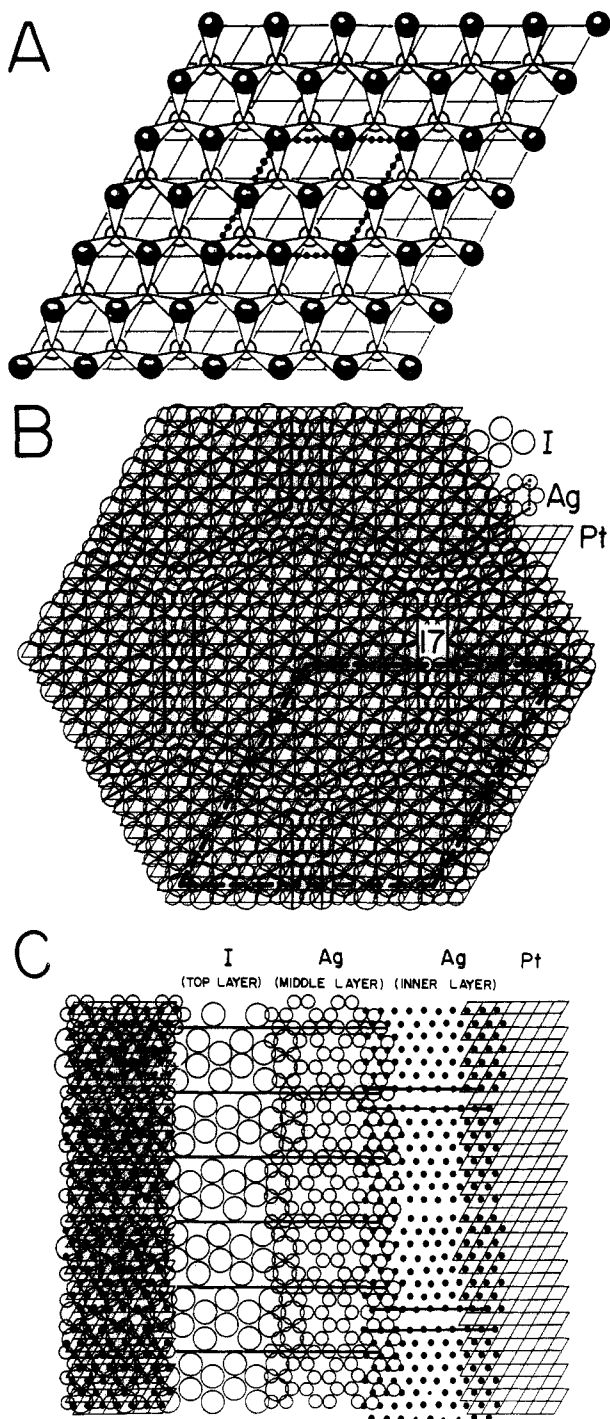 A
B
I
Ag
Pt
17
C
I Ag Ag Pt
(TOP LAYER) (MIDDLE LAYER) (INNER LAYER)